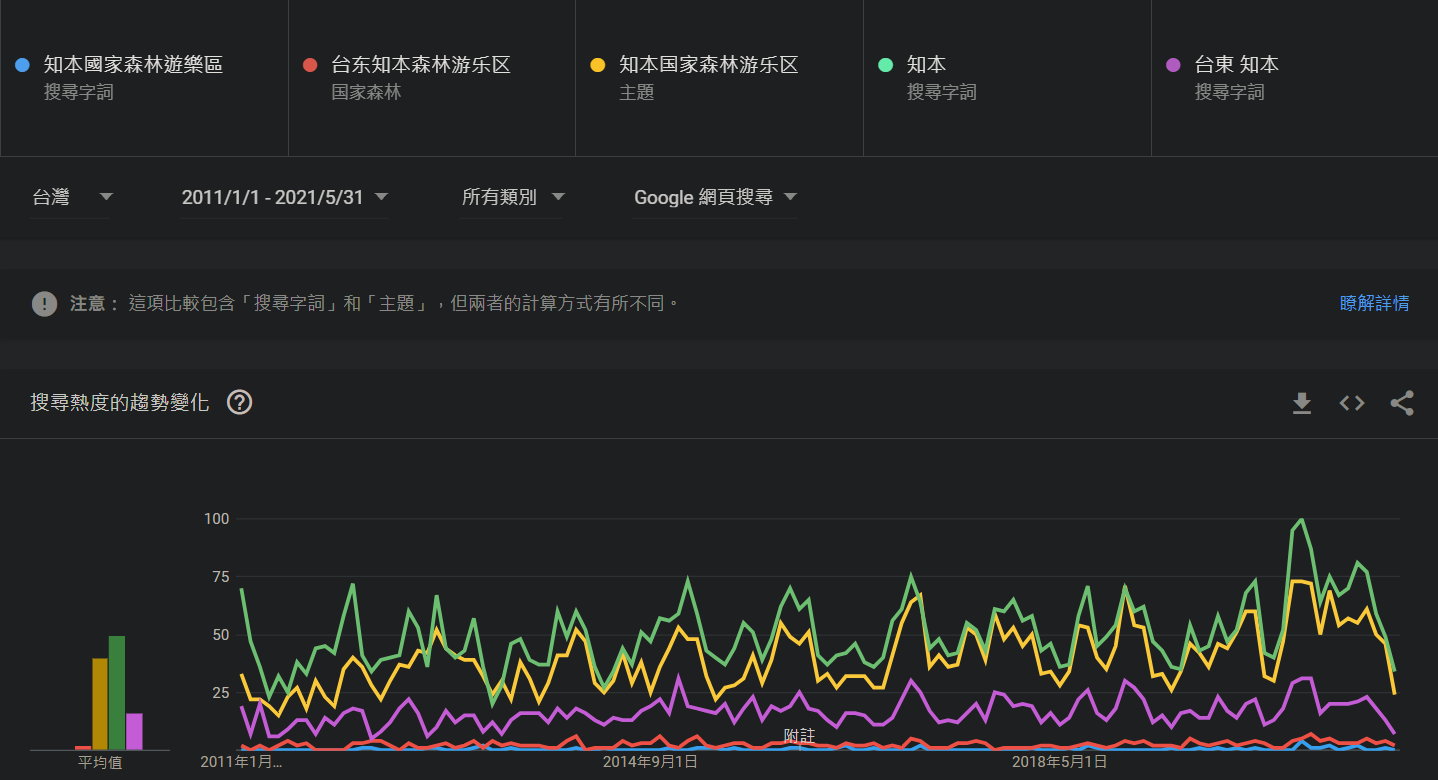 知本國家森林遊樂區
搜尋字詞
台东知本森林游乐区
国家森林
知本国家森林游乐区
主題
知本
搜尋字詞
台東 知本
搜尋字詞
台灣
2011/1/1 - 2021/5/31
所有類別
Google 網頁搜尋
注意： 這項比較包含「搜尋字詞」和「主題」，但兩者的計算方式有所不同。
瞭解詳情
搜尋熱度的趨勢變化
100
75
50
25
附註
平均值
2011年1月…
2014年9月1日
2018年5月1日